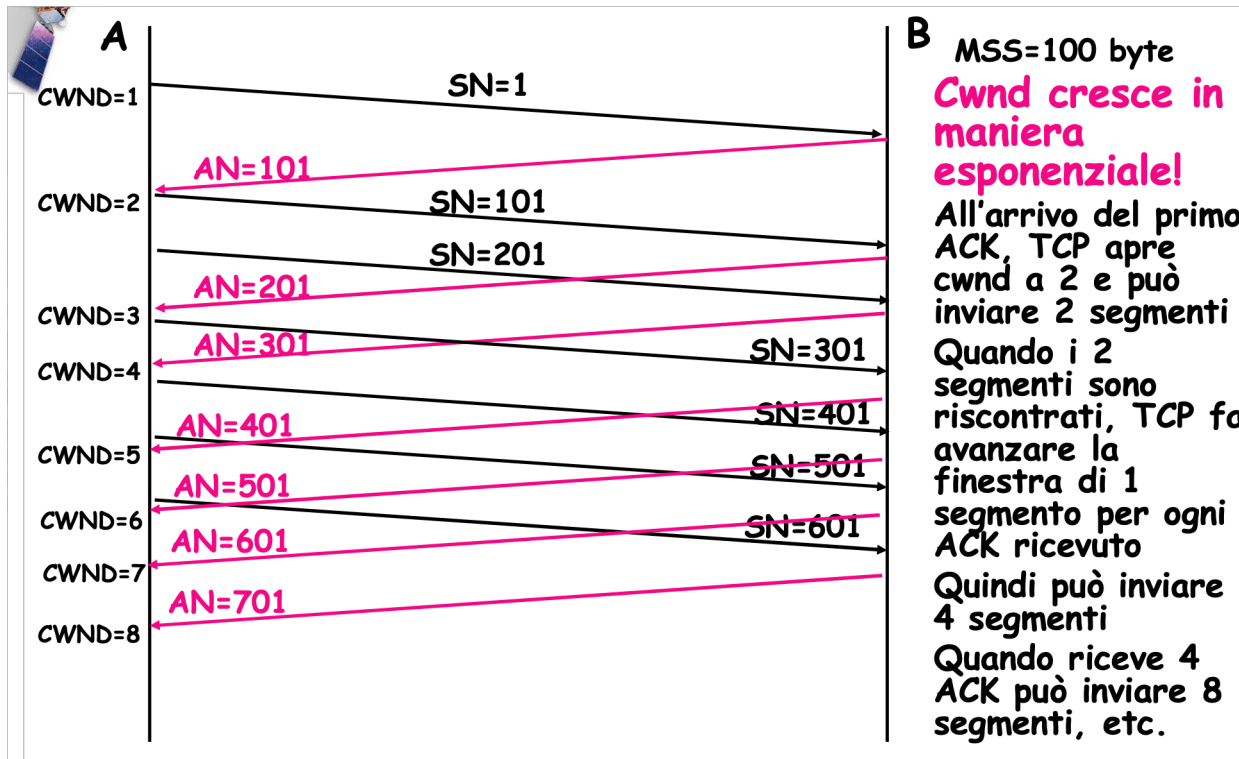 A
B
MSS=100 byte
CWND=1
SN=1
Cwnd cresce in
maniera
esponenziale!
AN=101
CWND=2
SN=101
All'arrivo del primo
ACK, TCP apre
cwnd a 2 e può
inviare 2 segmenti
SN=201
AN=201
CWND=3
AN=301
SN=301
CWND=4
Quando i 2
segmenti sono
riscontrati, TCP fa
avanzare la
finestra di 1
segmento per ogni
ACK ricevuto
SN=401
AN=401
CWND=5
SN=501
AN=501
CWND=6
SN=601
AN=601
CWND=7
AN=701
CWND=8
Quindi può inviare
4 segmenti
Quando riceve 4
ACK può inviare 8
segmenti, etc.